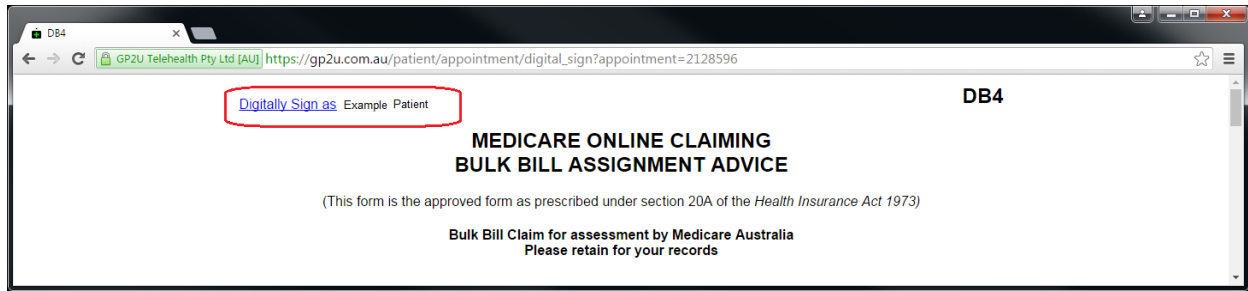 DB4
GP2U Telehealth Pty Ltd [AU] https://gp2u.com.au/patient/appointment/digital_sign?appointment=2128596
Digitally Sign as Example Patient
DB4
MEDICARE ONLINE CLAIMING
BULK BILL ASSIGNMENT ADVICE
(This form is the approved form as prescribed under section 20A of the Health Insurance Act 1973)
Bulk Bill Claim for assessment by Medicare Australia
Please retain for your records